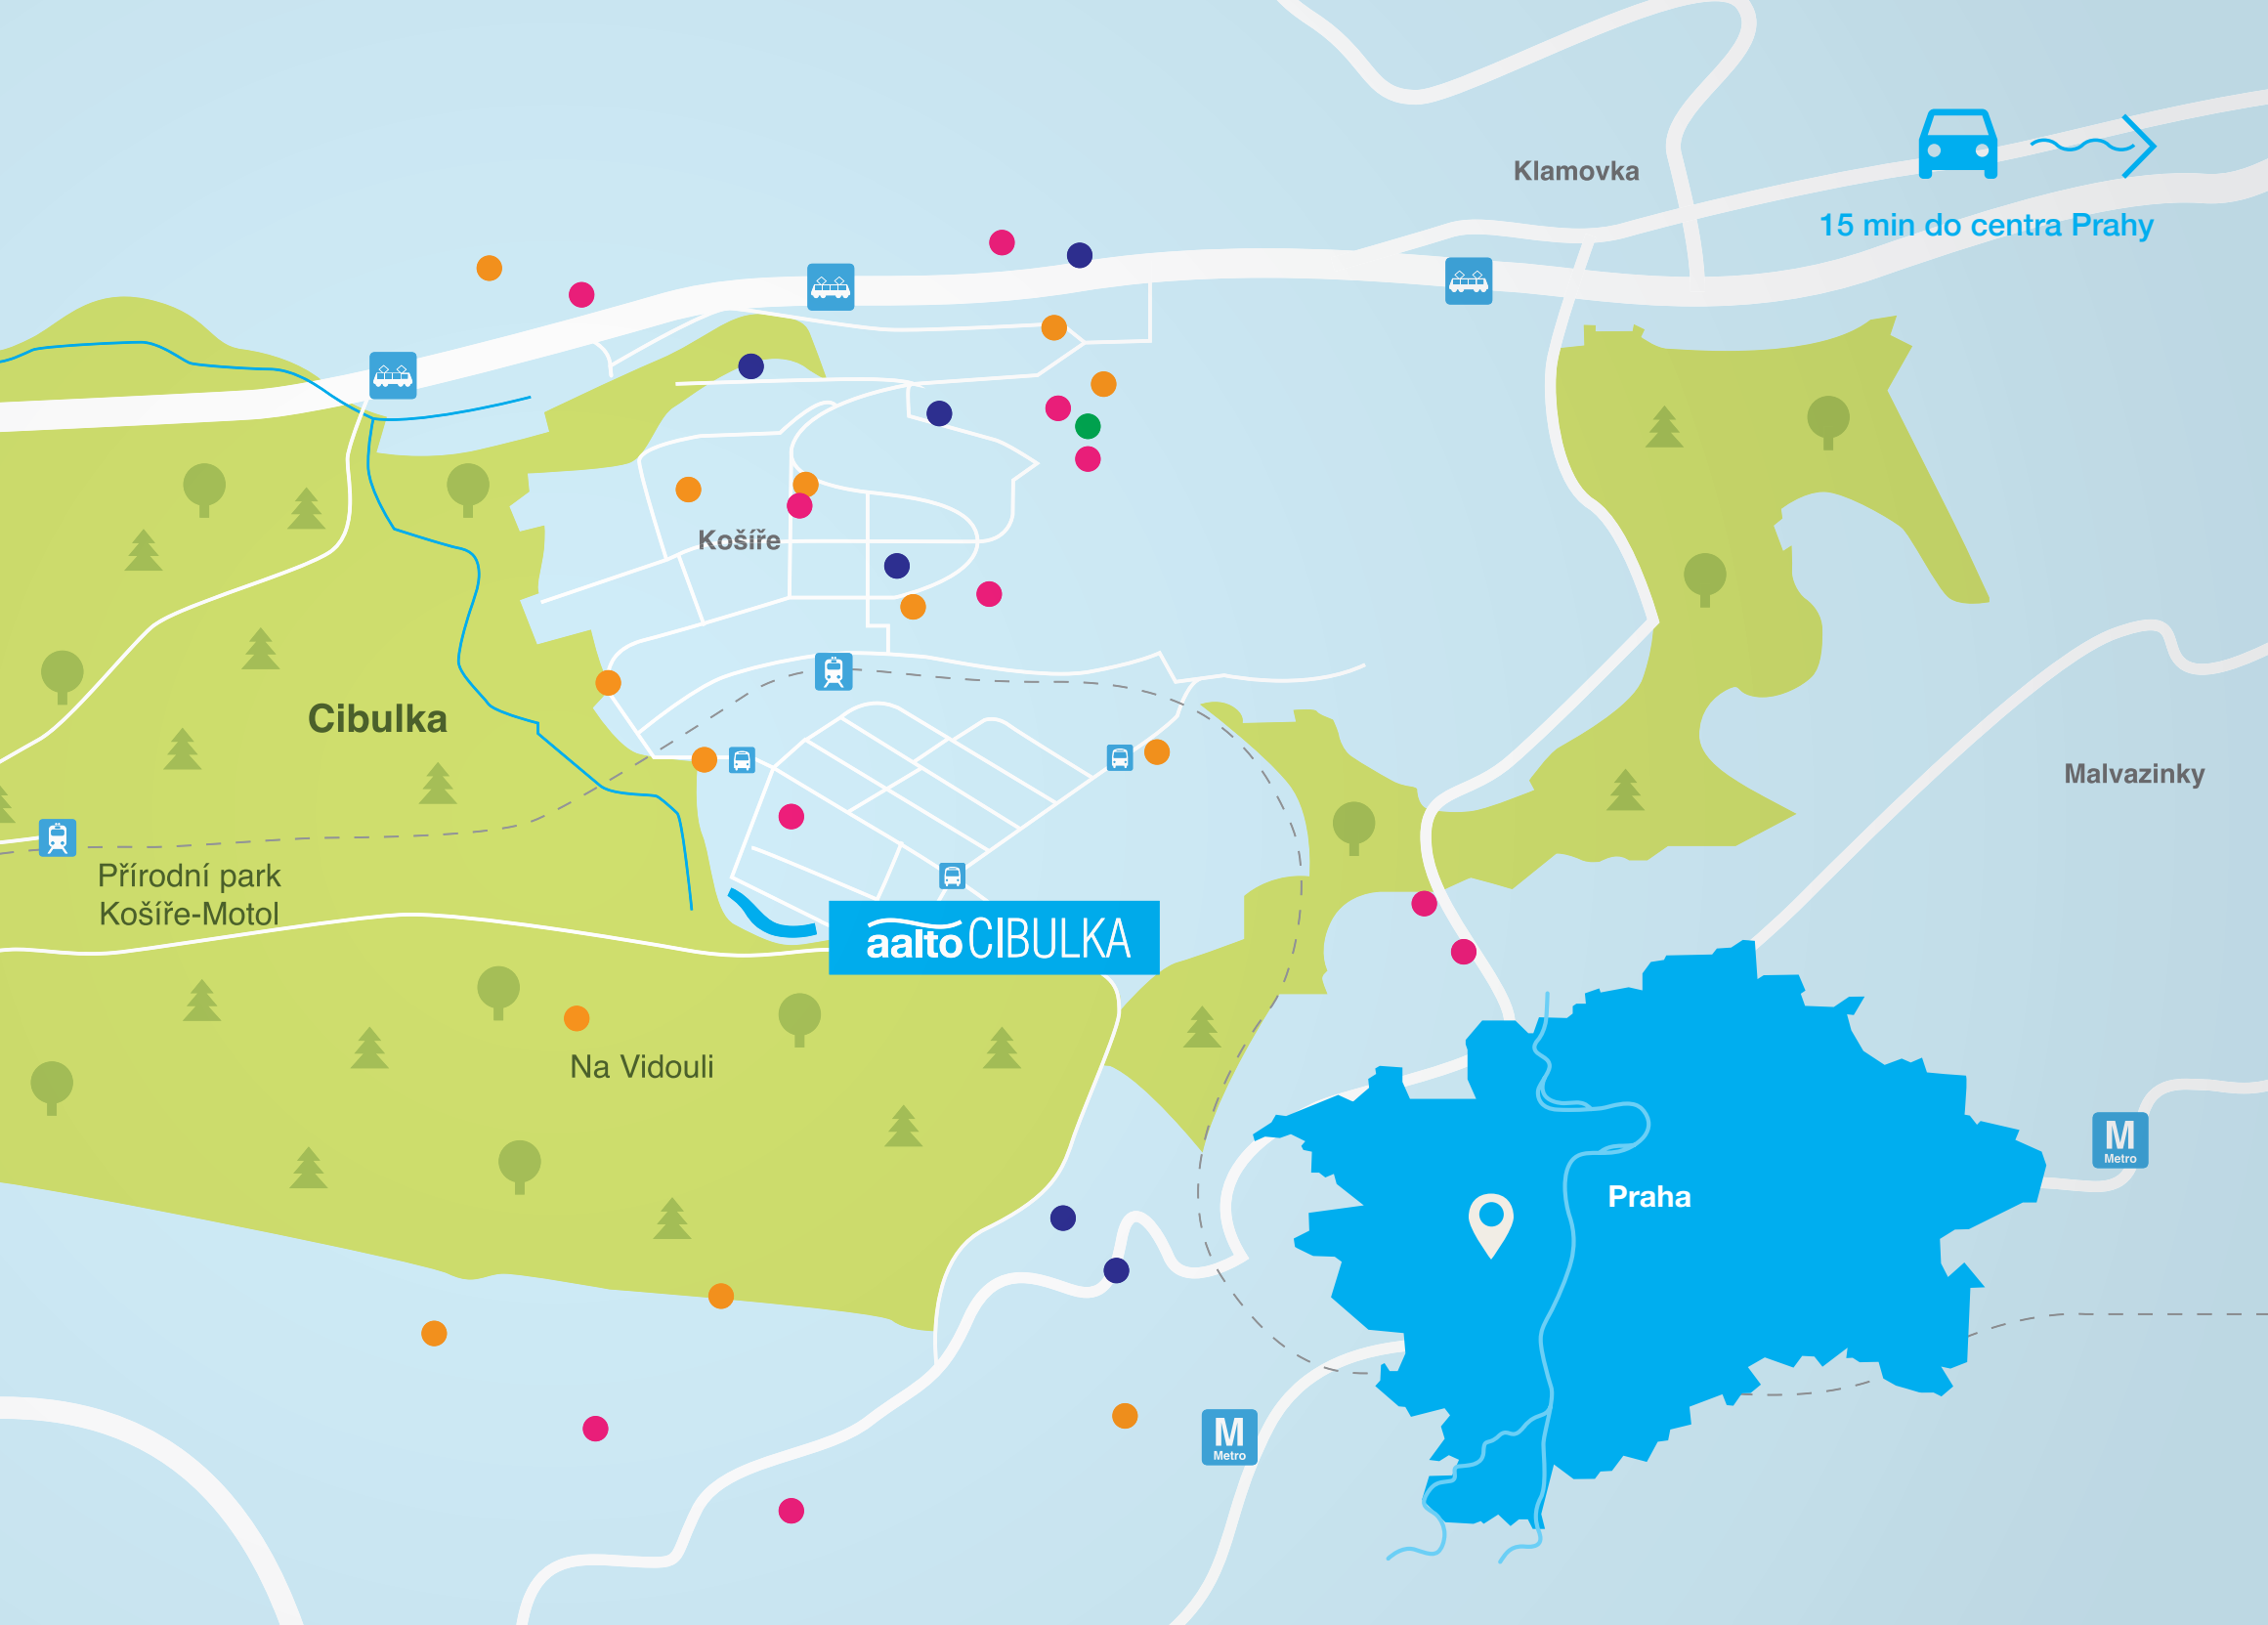 Klamovka
15 min do centra Prahy
Košíře
Cibulka
Malvazinky
Přírodní park
Košíře-Motol
aalto CIBULKA
Na Vidouli
M
Metro
Praha
M
Metro